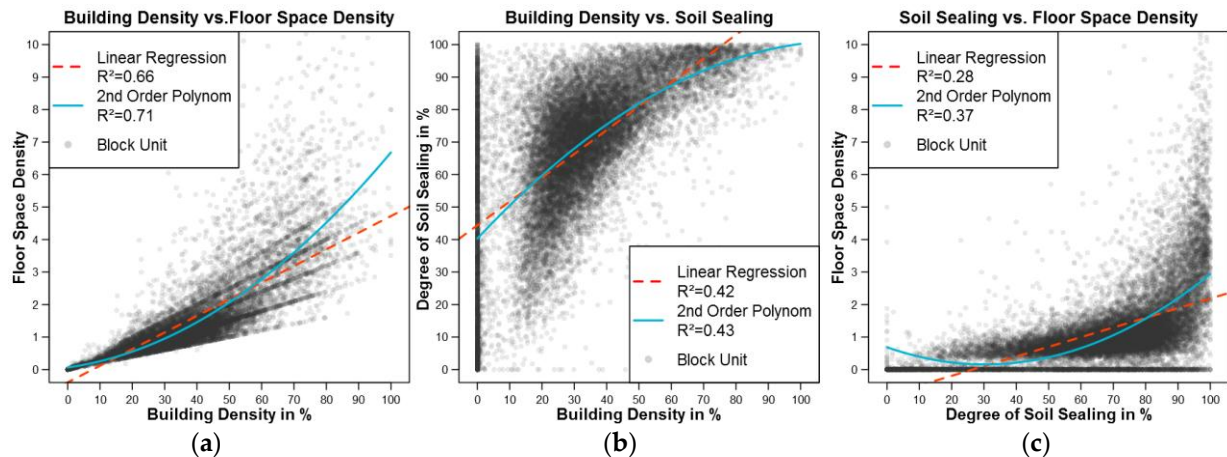 Building Density vs.Floor Space Density
10
9
8
7
6
5
4
3
2
1
0
Floor Space Density
Linear Regression
R²=0.66
2nd Order Polynom
R²=0.71
Block Unit
0 10 20 30 40 50 60 70 80 90 100
Building Density in %
(a)
Building Density vs. Soil Sealing
100
90
80
70
60
50
40
30
20
10
0
Degree of Soil Sealing in %
Linear Regression
R²=0.42
2nd Order Polynom
R²=0.43
Block Unit
0 10 20 30 40 50 60 70 80 90 100
Building Density in %
(b)
Soil Sealing vs. Floor Space Density
10
9
8
7
6
5
4
3
2
1
0
Floor Space Density
Linear Regression
R²=0.28
2nd Order Polynom
R²=0.37
Block Unit
0 10 20 30 40 50 60 70 80 90 100
Degree of Soil Sealing in %
(c)